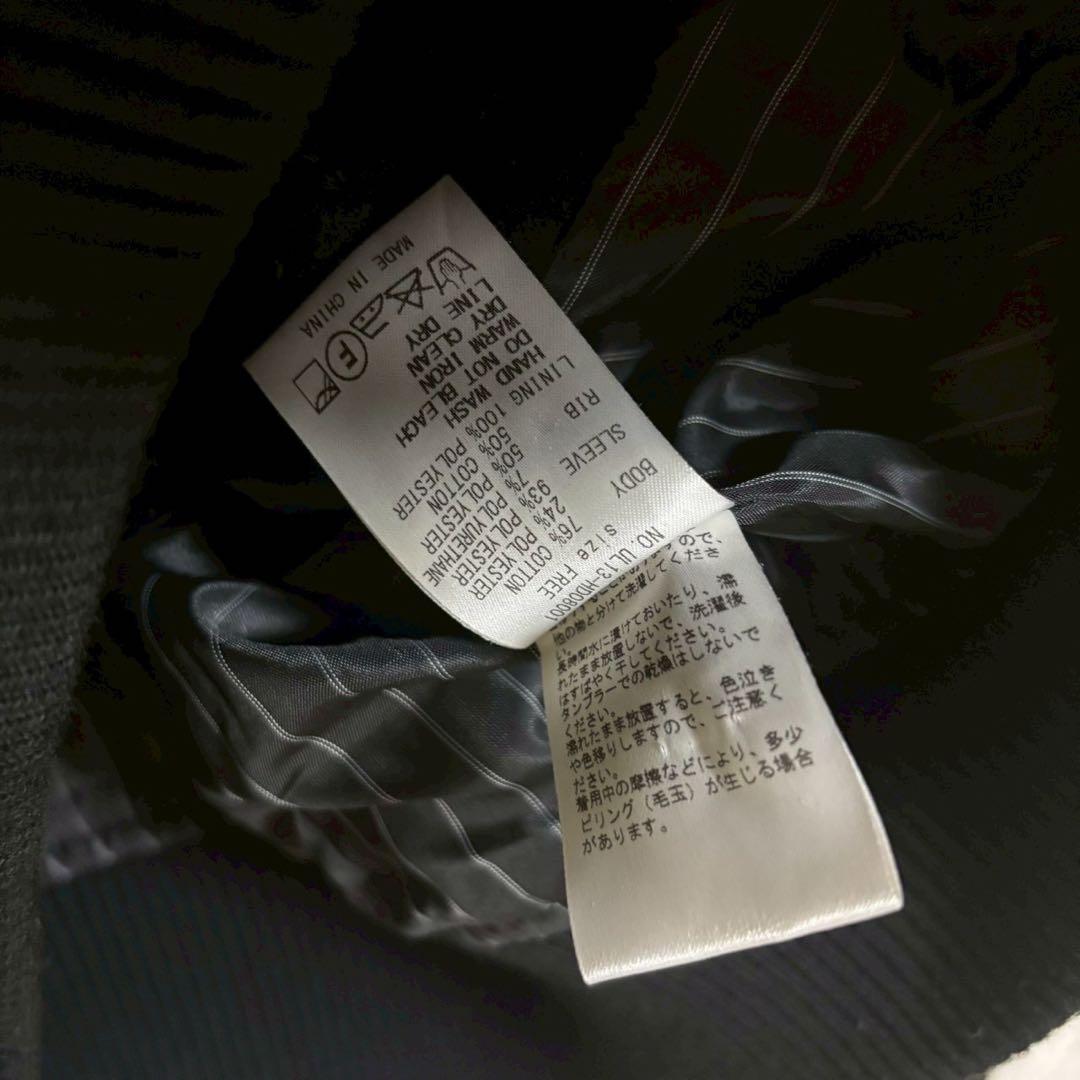 NO UL13-HD08001
Size FREE
BODY 76% COTTON
24% POLYESTER
SLEEVE 93% POLYESTER
7% POLYURETHANE
RIB 50% COTTON
50% POLYESTER
LINING 100% POLYESTER
HAND WASH
DO NOT BLEACH
WARM IRON
DRY CLEAN
LINE DRY
F
MADE IN CHINA
ので、
他の物と分けて洗濯してくださ
い。
長時間水に漬けておいたり、濡
れたまま放置しないで、洗濯後
はすばやく干してください。
タンブラーでの乾燥はしないで
ください。
濡れたまま放置すると、色泣き
や色移りしますので、ご注意く
ださい。
着用中の摩擦などにより、多少
ピリング（毛玉）が生じる場合
があります。